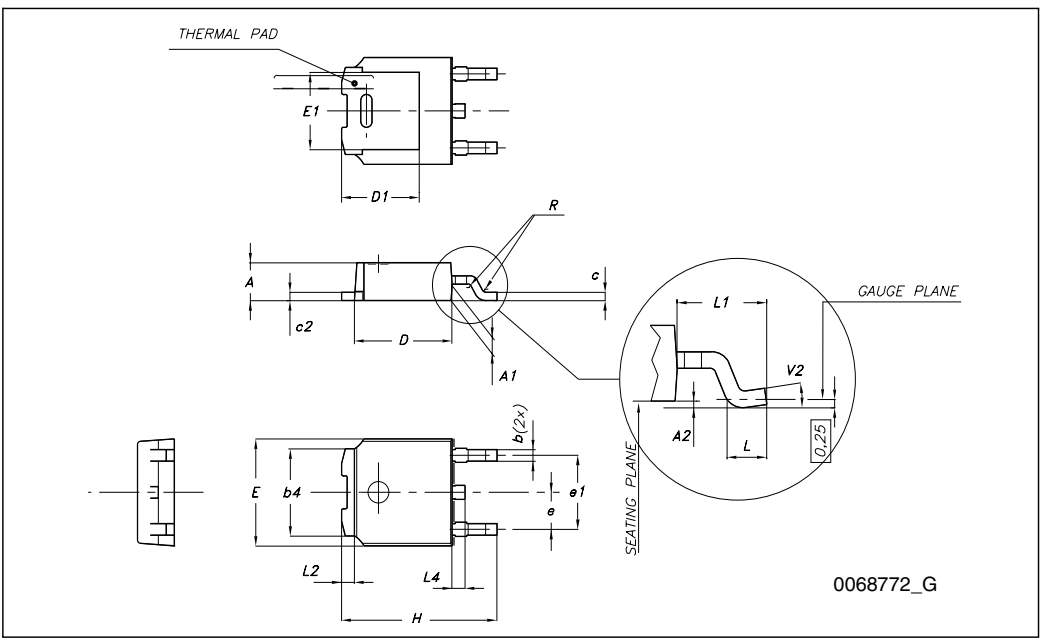 THERMAL PAD
E1
D1
R
A
c
c2
D
A1
L1
GAUGE PLANE
V2
A2
L
0,25
SEATING PLANE
b(2x)
E
b4
e1
e
L2
L4
H
0068772_G